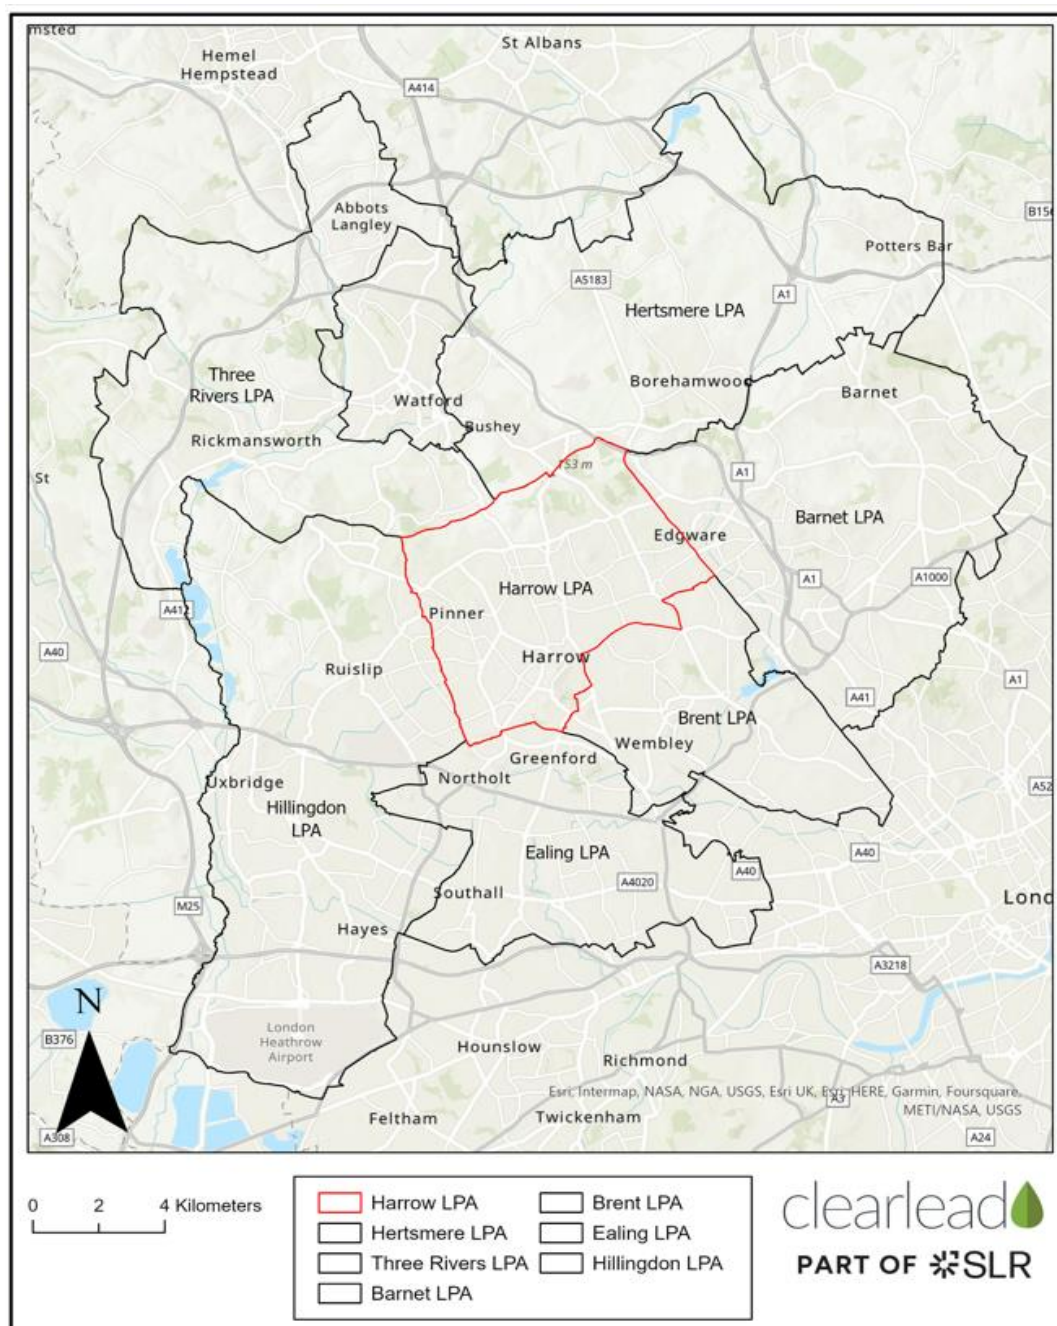 msted
Hemel
Hempstead
St Albans
A414
Abbots
Langley
B156
Potters Bar
A5183
A1
Hertsmere LPA
Three
Rivers LPA
Borehamwoo
Barnet
Watford
Rickmansworth
Bushey
153 m
St
A1
Barnet LPA
Edgware
Harrow LPA
A1
A1000
Pinner
A41
A40
Harrow
Ruislip
A1
A41
Brent LPA
Wembley
Greenford
Northolt
Uxbridge
A52
Hillingdon
LPA
Ealing LPA
A40
A40
A4020
Southall
Lond
M25
Hayes
A3218
N
London
Heathrow
Airport
B376
Hounslow
Richmond
Esri, Intermap, NASA, NGA, USGS, Esri UK, Esri, HERE, Garmin, Foursquare,
METI/NASA, USGS
A3
Feltham
Twickenham
A308
A24
0 2 4 Kilometers
Harrow LPA
Hertsmere LPA
Three Rivers LPA
Barnet LPA
Brent LPA
Ealing LPA
Hillingdon LPA
clearlead
PART OF SLR